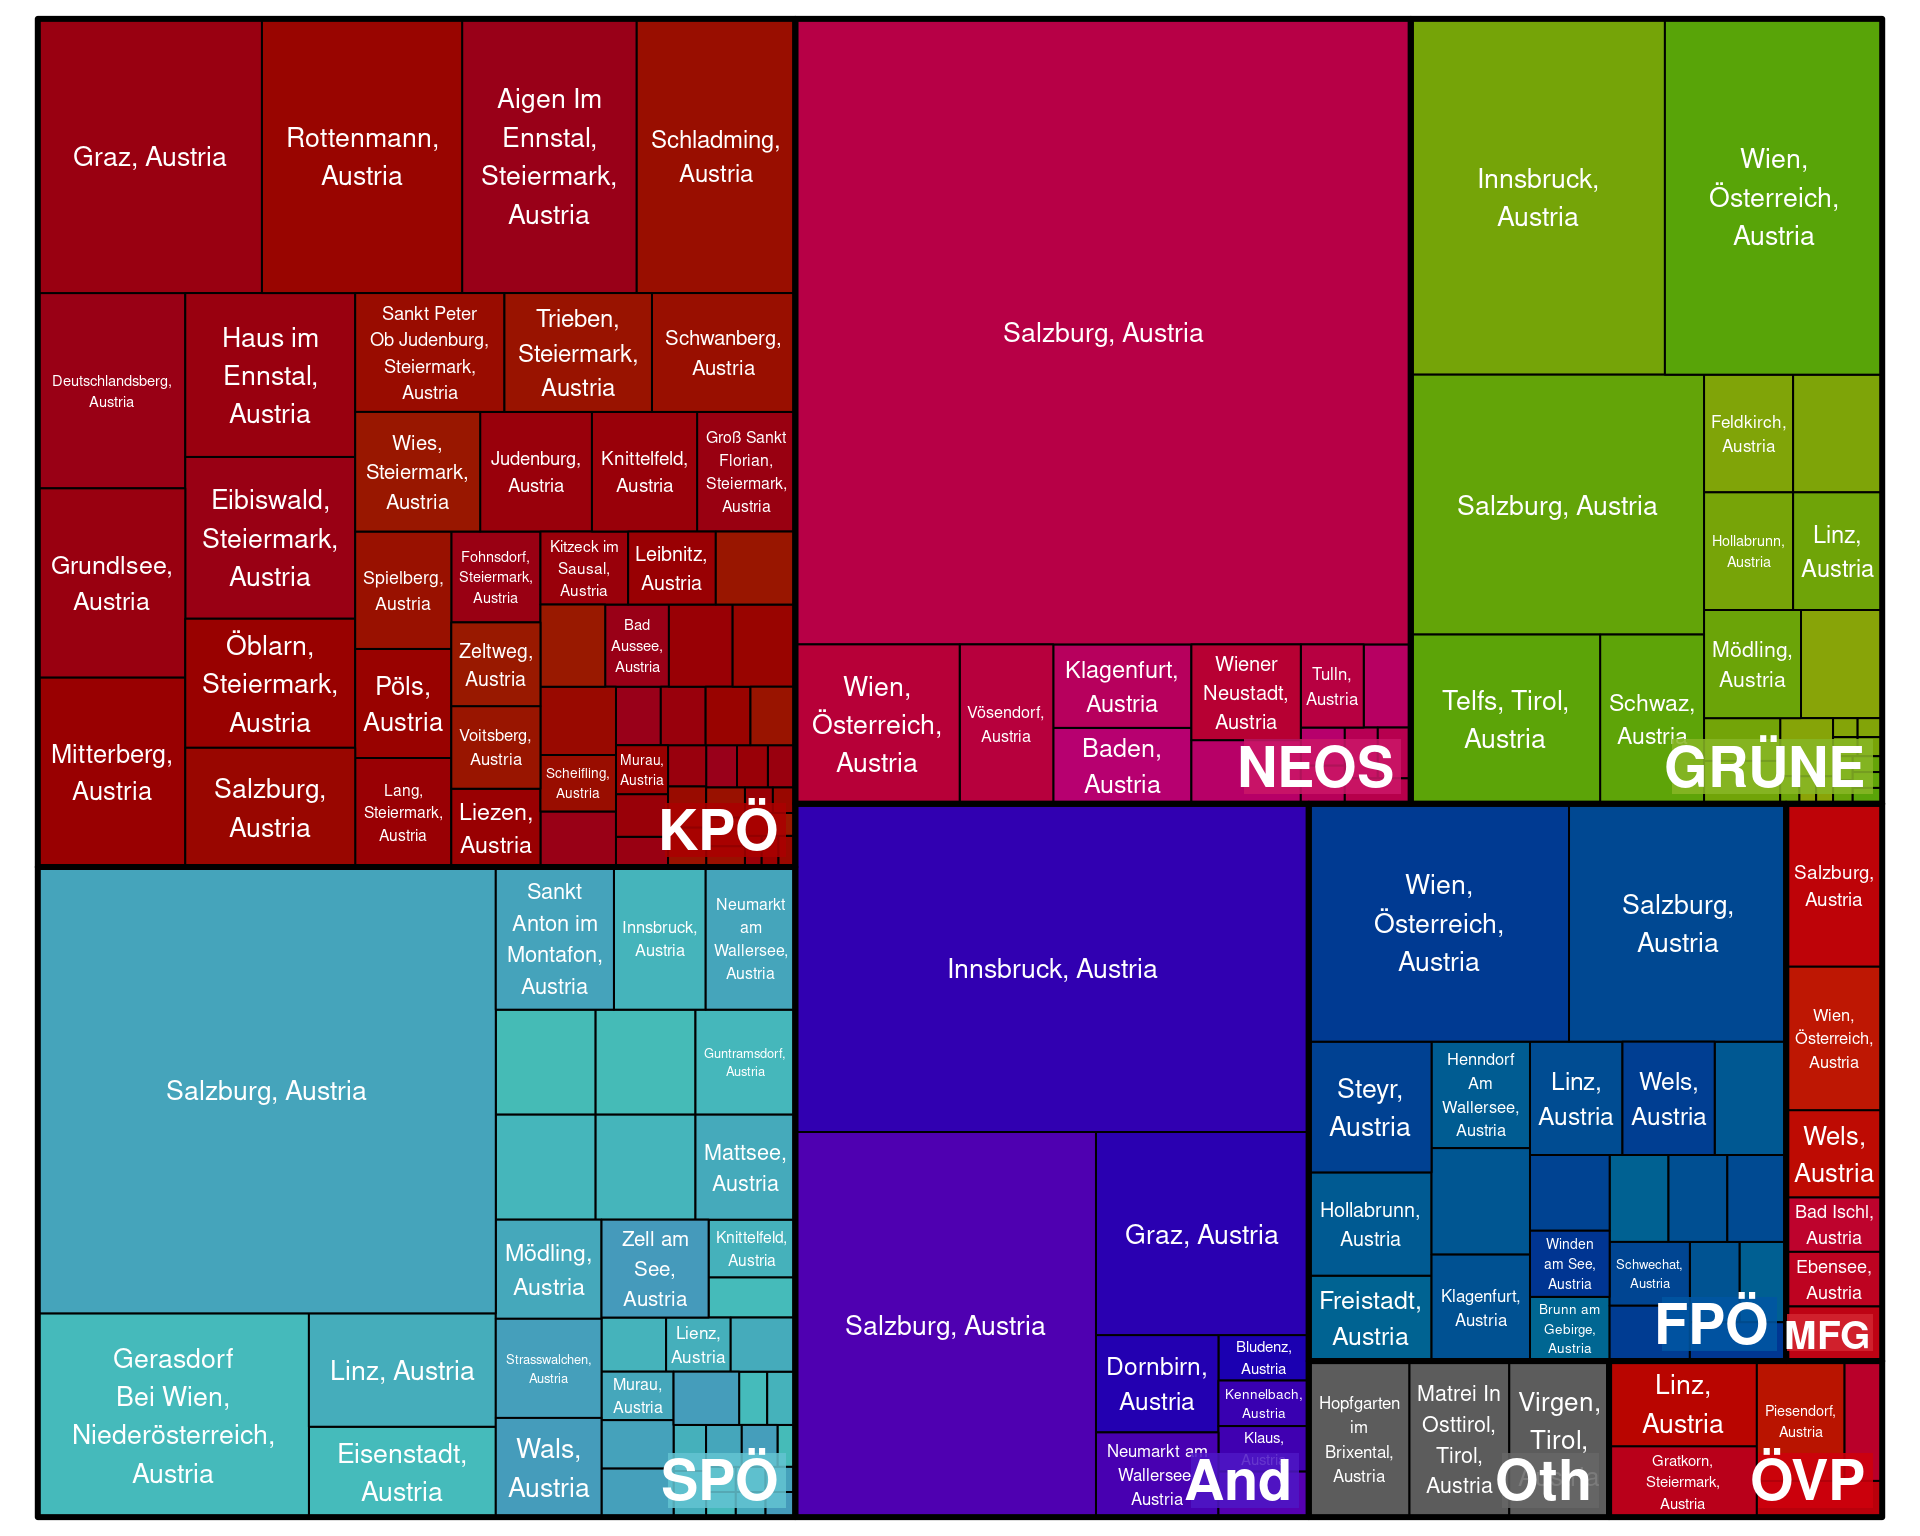 Graz, Austria
Rottenmann,
Austria
Aigen Im
Ennstal,
Steiermark,
Austria
Schladming,
Austria
Deutschlandsberg,
Austria
Haus im
Ennstal,
Austria
Sankt Peter
Ob Judenburg,
Steiermark,
Austria
Trieben,
Steiermark,
Austria
Schwanberg,
Austria
Wies,
Steiermark,
Austria
Judenburg,
Austria
Knittelfeld,
Austria
Groß Sankt
Florian,
Steiermark,
Austria
Grundlsee,
Austria
Eibiswald,
Steiermark,
Austria
Spielberg,
Austria
Fohnsdorf,
Steiermark,
Austria
Kitzeck im
Sausal,
Austria
Leibnitz,
Austria
Öblarn,
Steiermark,
Austria
Zeltweg,
Austria
Bad
Aussee,
Austria
Mitterberg,
Austria
Pöls,
Austria
Voitsberg,
Austria
Salzburg,
Austria
Lang,
Steiermark,
Austria
Liezen,
Austria
Scheifling,
Austria
Murau,
Austria
KPÖ
Salzburg, Austria
Wien,
Österreich,
Austria
Vösendorf,
Austria
Klagenfurt,
Austria
Baden,
Austria
Wiener
Neustadt,
Austria
Tulln,
Austria
NEOS
Innsbruck,
Austria
Wien,
Österreich,
Austria
Salzburg, Austria
Feldkirch,
Austria
Hollabrunn,
Austria
Linz,
Austria
Mödling,
Austria
Telfs, Tirol,
Austria
Schwaz,
Austria
GRÜNE
Salzburg, Austria
Sankt
Anton im
Montafon,
Austria
Innsbruck,
Austria
Neumarkt
am
Wallersee,
Austria
Guntramsdorf,
Austria
Mattsee,
Austria
Mödling,
Austria
Zell am
See,
Austria
Knittelfeld,
Austria
Gerasdorf
Bei Wien,
Niederösterreich,
Austria
Linz, Austria
Eisenstadt,
Austria
Strasswalchen,
Austria
Lienz,
Austria
Murau,
Austria
Wals,
Austria
SPÖ
Innsbruck, Austria
Salzburg, Austria
Graz, Austria
Dornbirn,
Austria
Bludenz,
Austria
Kennelbach,
Austria
Klaus,
Austria
Neumarkt am
Wallersee,
Austria
And
Wien,
Österreich,
Austria
Salzburg,
Austria
Steyr,
Austria
Henndorf
Am
Wallersee,
Austria
Linz,
Austria
Wels,
Austria
Hollabrunn,
Austria
Winden
am See,
Austria
Schwechat,
Austria
Freistadt,
Austria
Klagenfurt,
Austria
Brunn am
Gebirge,
Austria
FPÖ
Salzburg,
Austria
Wien,
Österreich,
Austria
Wels,
Austria
Bad Ischl,
Austria
Ebensee,
Austria
MFG
Hopfgarten
im
Brixental,
Austria
Matrei In
Osttirol,
Tirol,
Austria
Virgen,
Tirol,
Austria
Oth
Linz,
Austria
Gratkorn,
Steiermark,
Austria
Piesendorf,
Austria
ÖVP